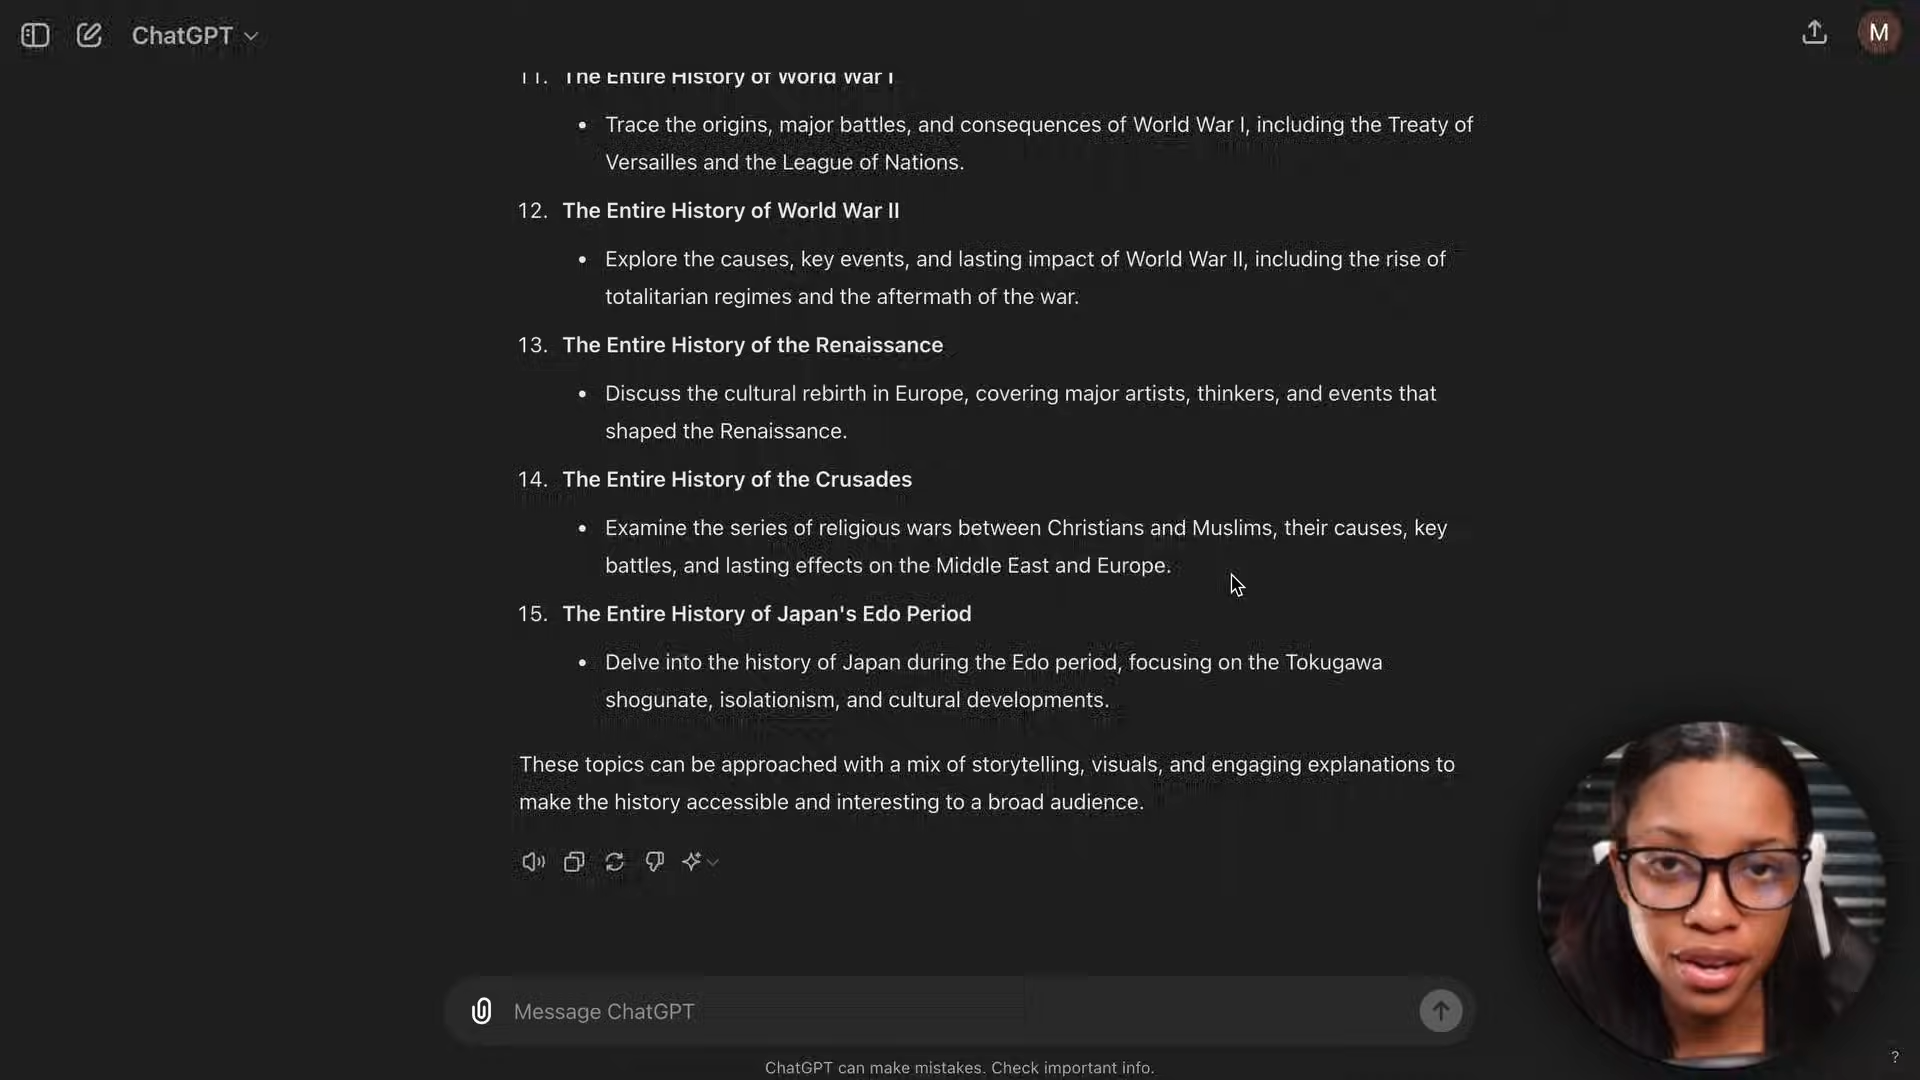 ChatGPT
M
11. The Entire History of World War I
• Trace the origins, major battles, and consequences of World War I, including the Treaty of
Versailles and the League of Nations.
12. The Entire History of World War II
• Explore the causes, key events, and lasting impact of World War II, including the rise of
totalitarian regimes and the aftermath of the war.
13. The Entire History of the Renaissance
• Discuss the cultural rebirth in Europe, covering major artists, thinkers, and events that
shaped the Renaissance.
14. The Entire History of the Crusades
• Examine the series of religious wars between Christians and Muslims, their causes, key
battles, and lasting effects on the Middle East and Europe.
15. The Entire History of Japan's Edo Period
• Delve into the history of Japan during the Edo period, focusing on the Tokugawa
shogunate, isolationism, and cultural developments.
These topics can be approached with a mix of storytelling, visuals, and engaging explanations to
make the history accessible and interesting to a broad audience.
Message ChatGPT
ChatGPT can make mistakes. Check important info.
?